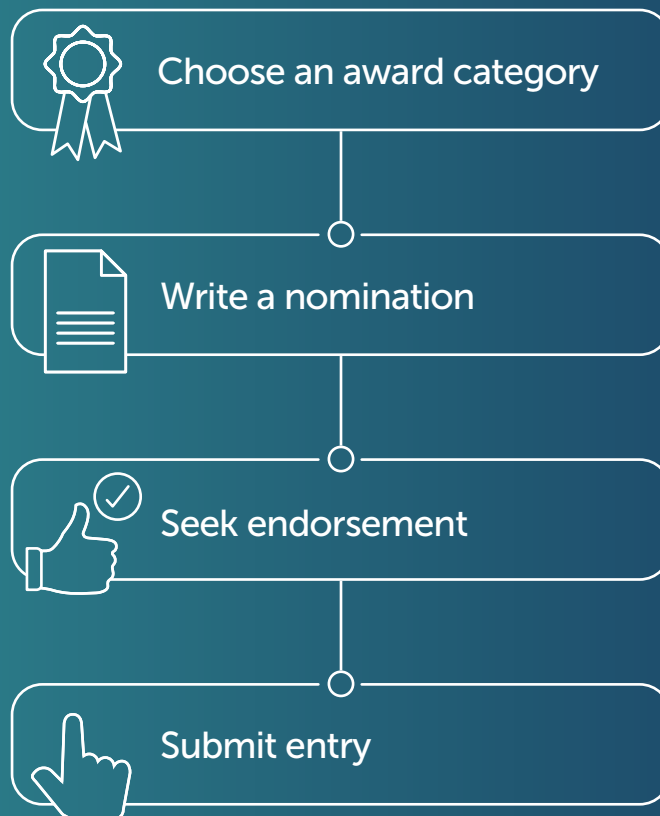 Choose an award category
Write a nomination
Seek endorsement
Submit entry